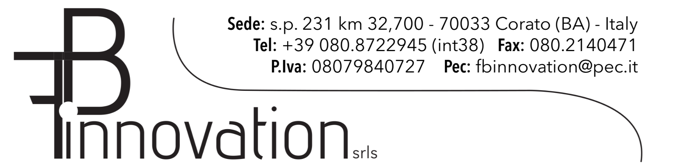 Sede: s.p. 231 km 32,700 - 70033 Corato (BA) - Italy
Tel: +39 080.8722945 (int38) Fax: 080.2140471
P.Iva: 08079840727 Pec: fbinnovation@pec.it
FB
innovation srls